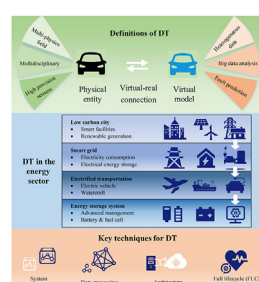 Definitions of DT
Multi-physics
field
Multidisciplinary
High precision
sensors
Heterogeneous
data
Big data analysis
Fault prediction
Physical
entity
Virtual-real
connection
Virtual
model
DT in the
energy
sector
Low carbon city
• Smart facilities
• Renewable generation
Smart grid
• Electricity consumption
• Electrical energy storage
Electrified transportation
• Electric vehicle
• Watercraft
Energy storage system
• Advanced management
• Battery & fuel cell
Key techniques for DT
System
Full lifecycle (FLC)